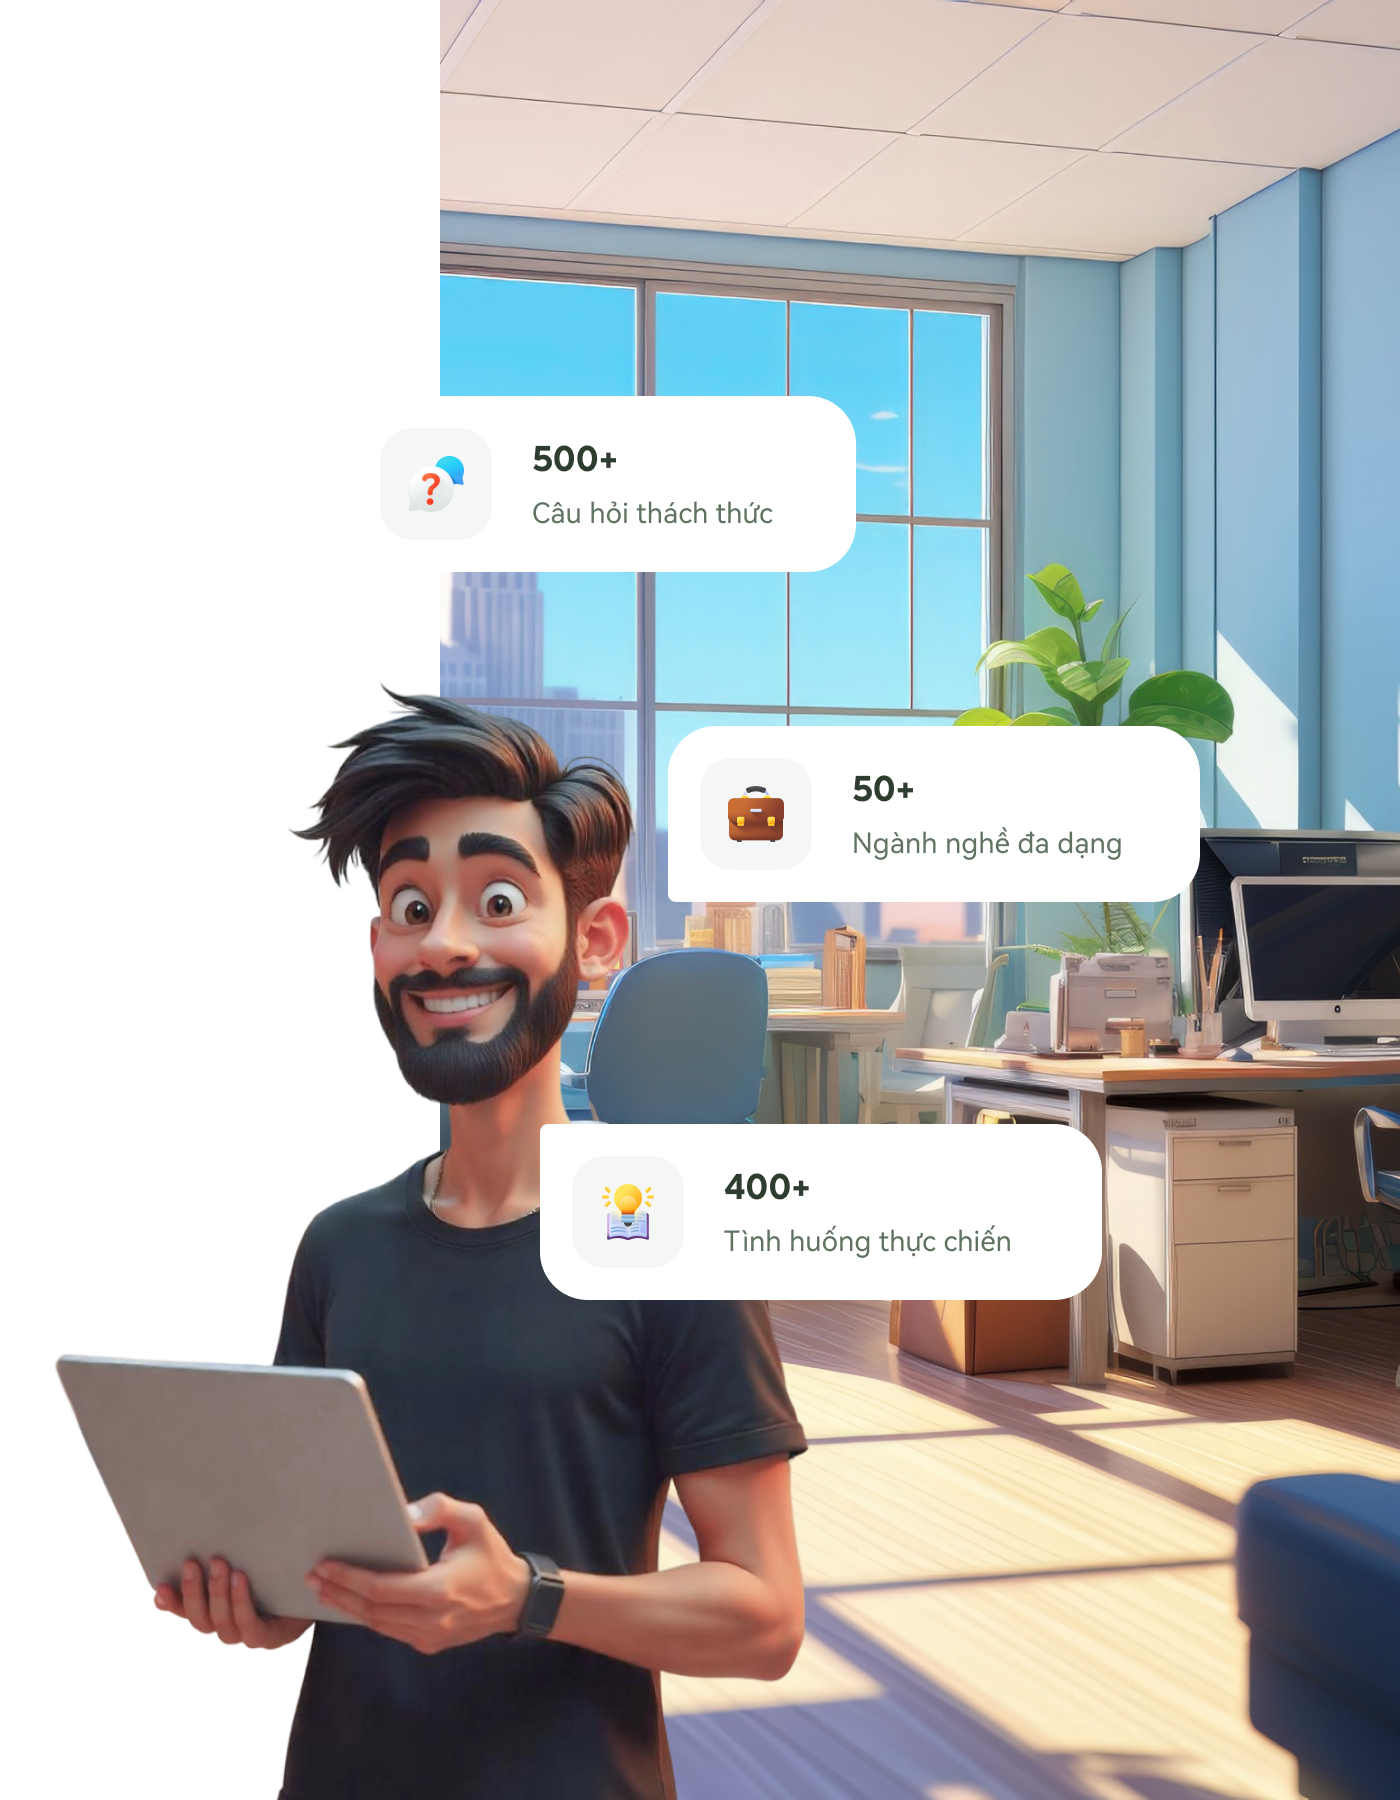 500+
Câu hỏi thách thức
50+
Ngành nghề đa dạng
400+
Tình huống thực chiến